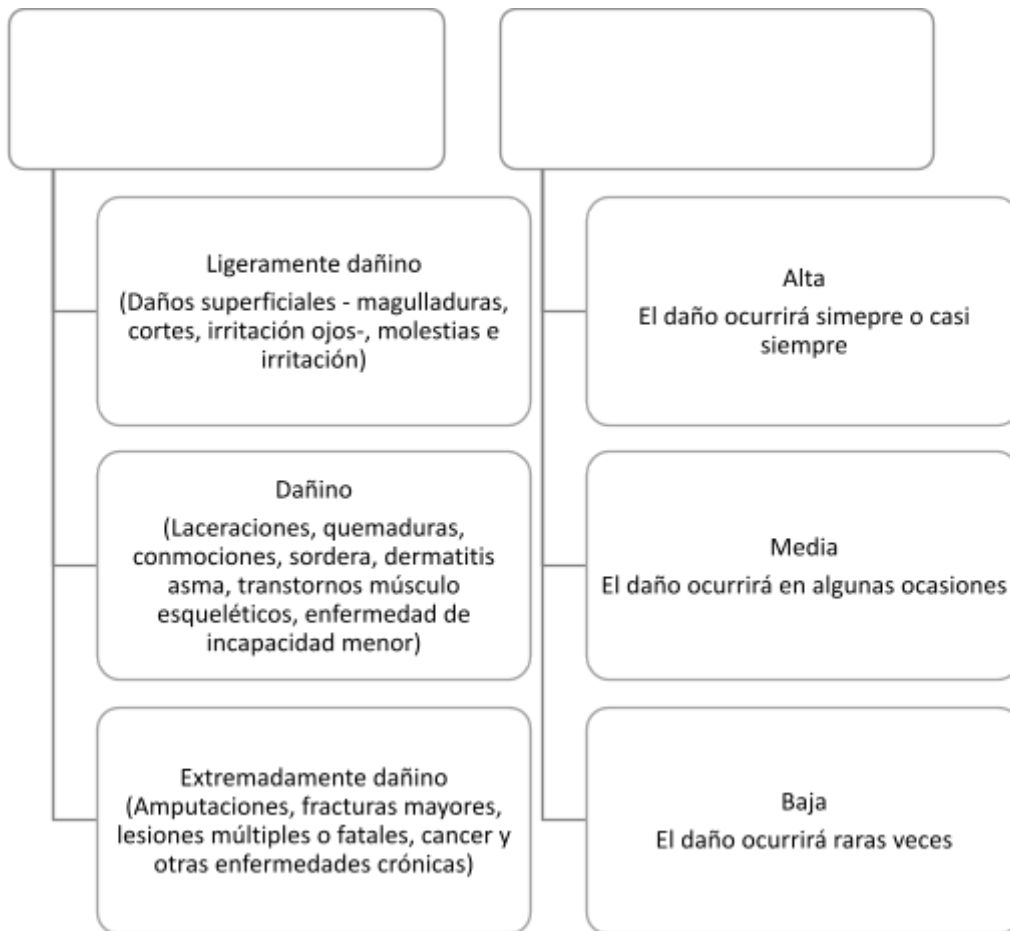 Ligeramente dañino
(Daños superficiales - magulladuras,
cortes, irritación ojos-, molestias e
irritación)
Dañino
(Laceraciones, quemaduras,
conmociones, sordera, dermatitis
asma, transtornos músculo
esqueléticos, enfermedad de
incapacidad menor)
Extremadamente dañino
(Amputaciones, fracturas mayores,
lesiones múltiples o fatales, cancer y
otras enfermedades crónicas)
Alta
El daño ocurrirá simepre o casi
siempre
Media
El daño ocurrirá en algunas ocasiones
Baja
El daño ocurrirá raras veces